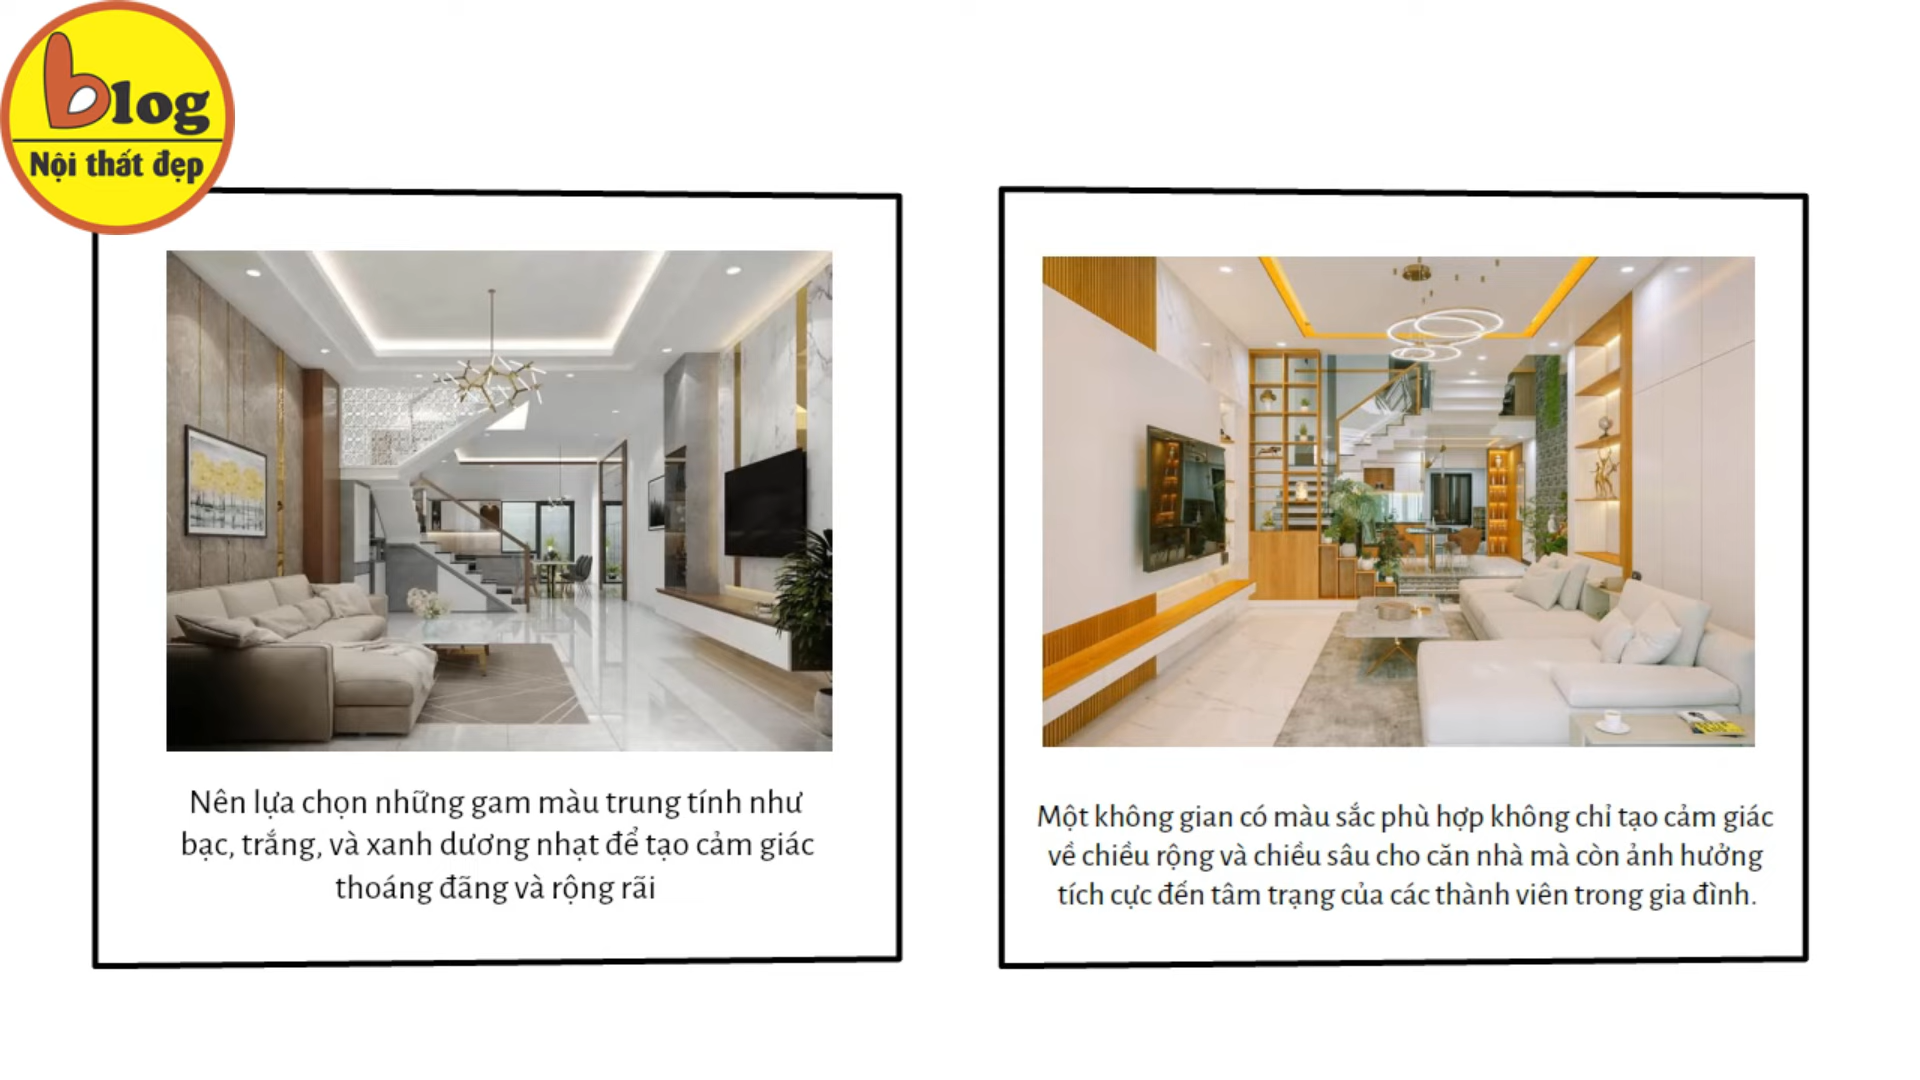 blog
Nội thất đẹp
Nên lựa chọn những gam màu trung tính như
bạc, trắng, và xanh dương nhạt để tạo cảm giác
thoáng đãng và rộng rãi
Một không gian có màu sắc phù hợp không chỉ tạo cảm giác
về chiều rộng và chiều sâu cho căn nhà mà còn ảnh hưởng
tích cực đến tâm trạng của các thành viên trong gia đình.